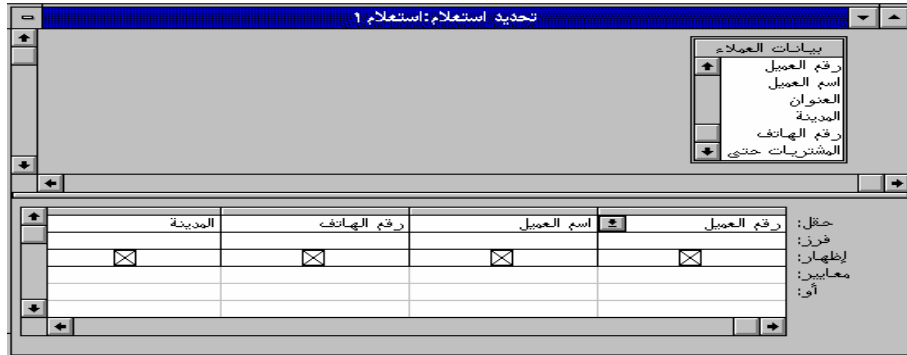 تحديد استعلام:استعلام ١
بيانات العملاء
رقم العميل
اسم العميل
العنوان
المدينة
رقم الهاتف
المشتريات حتى
حقل: رقم العميل اسم العميل رقم الهاتف المدينة
فرز:
إظهار:
معايير:
أو: